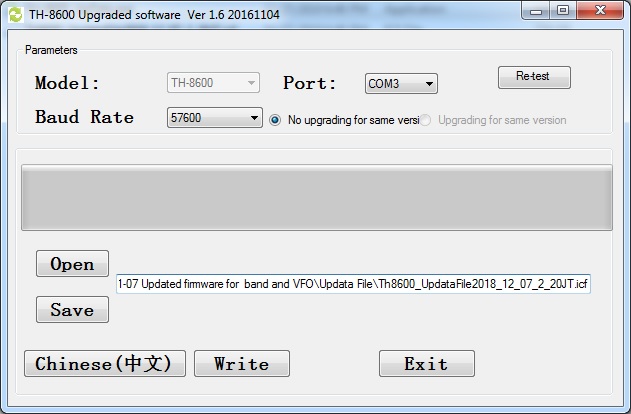 TH-8600 Upgraded software Ver 1.6 20161104
Parameters
Model: TH-8600 Port: COM3 Re-test
Baud Rate 57600 No upgrading for same versi Upgrading for same version
Open
1-07 Updated firmware for band and VFO\Updata File\Th8600_UpdataFile2018_12_07_2_20JT.icf
Save
Chinese(中文) Write Exit